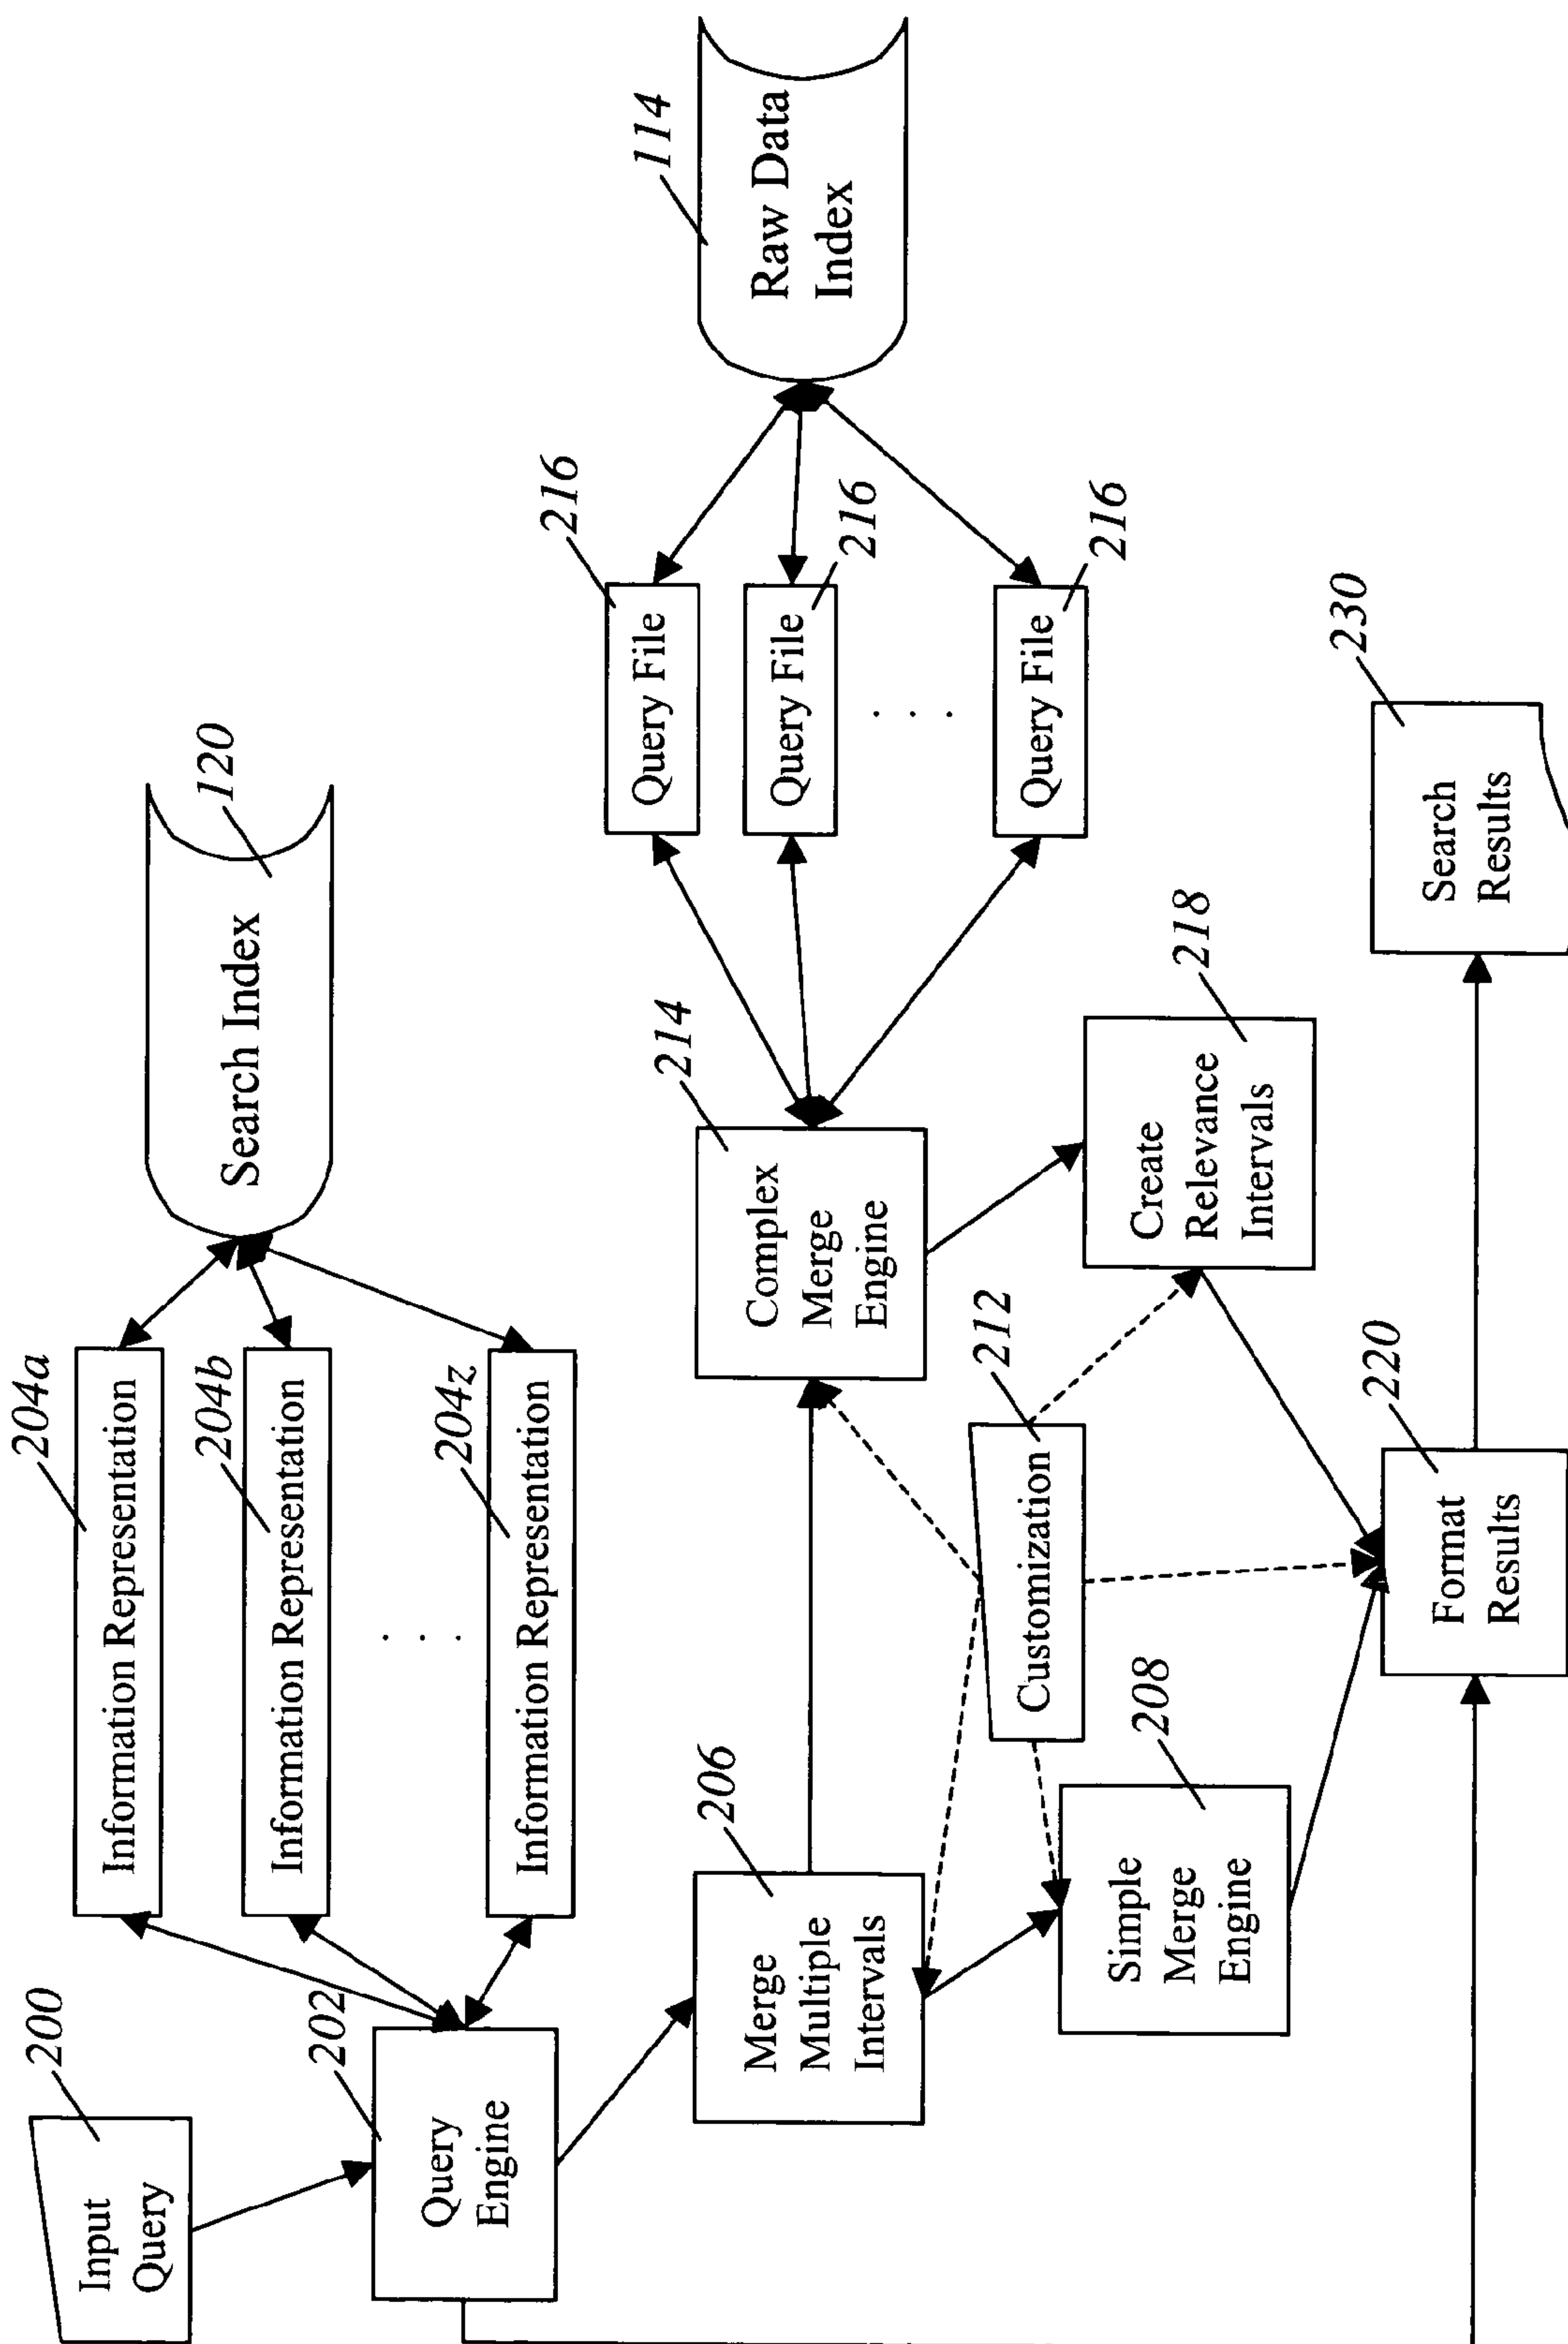 200
Input
Query
202
Query
Engine
204a
Information Representation
204b
Information Representation
. . .
204z
Information Representation
120
Search Index
206
Merge
Multiple
Intervals
208
Simple
Merge
Engine
212
Customization
214
Complex
Merge
Engine
216
Query File
Query File
216
. . .
Query File
216
114
Raw Data
Index
218
Create
Relevance
Intervals
220
Format
Results
230
Search
Results